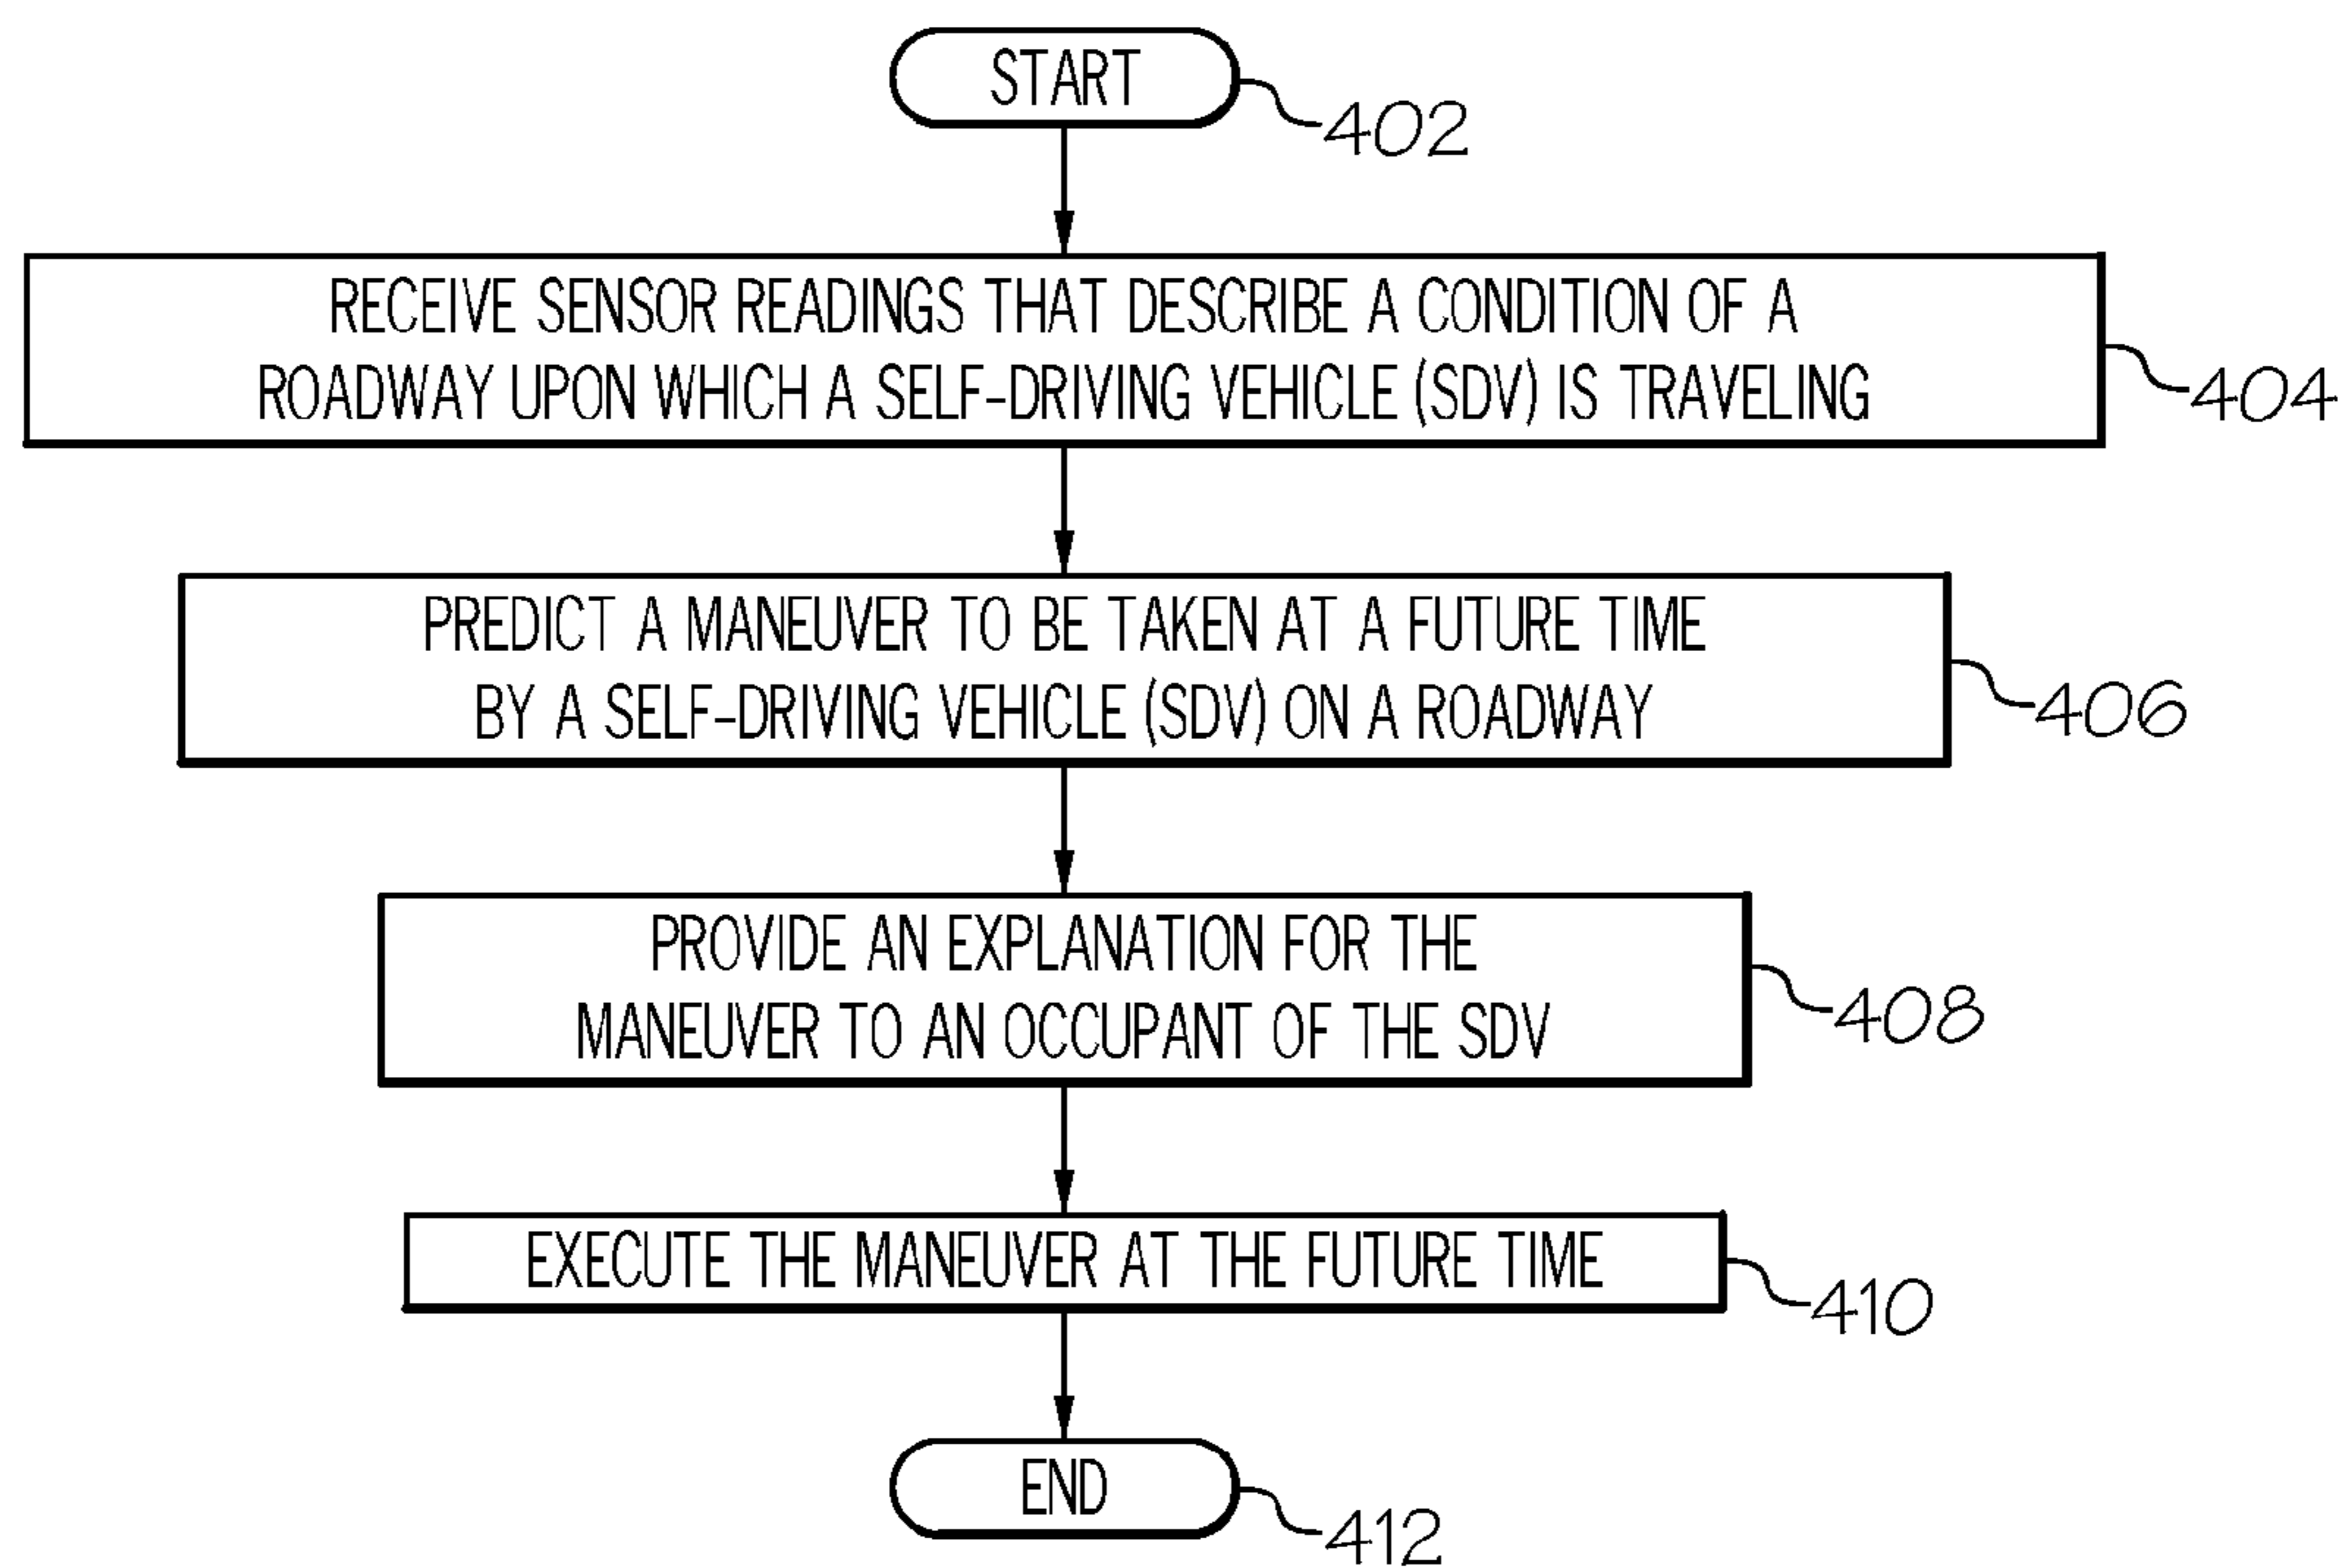 START
402
RECEIVE SENSOR READINGS THAT DESCRIBE A CONDITION OF A
ROADWAY UPON WHICH A SELF-DRIVING VEHICLE (SDV) IS TRAVELING
404
PREDICT A MANEUVER TO BE TAKEN AT A FUTURE TIME
BY A SELF-DRIVING VEHICLE (SDV) ON A ROADWAY
406
PROVIDE AN EXPLANATION FOR THE
MANEUVER TO AN OCCUPANT OF THE SDV
408
EXECUTE THE MANEUVER AT THE FUTURE TIME
410
END
412